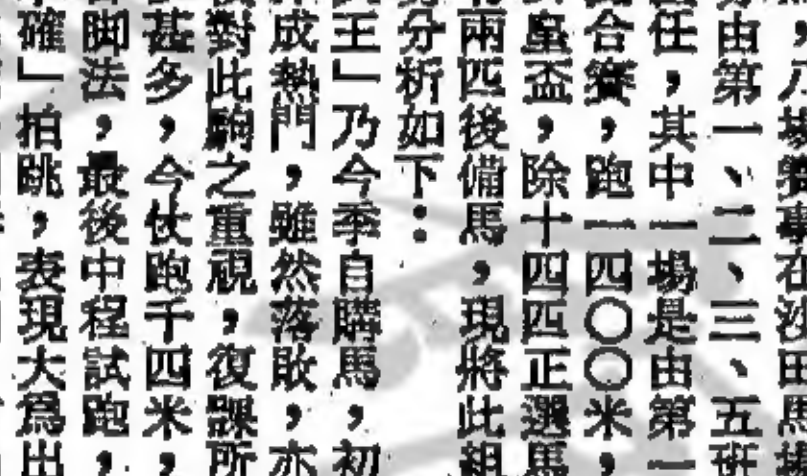 ，八場賽事在沙田馬場
由第一、二、三、五班
任，其中一場是由第一
合賽，跑一四〇〇米，
盃，除十四匹正選馬
兩匹後備馬，現將此組
分析如下：
王」乃今季自購馬，初
成熱門，雖然落敗，亦
對此駒之重視，復課所
甚多，今仗跑千四米，
脚法，最後中程試跑，
確」拍跳，表現大爲出